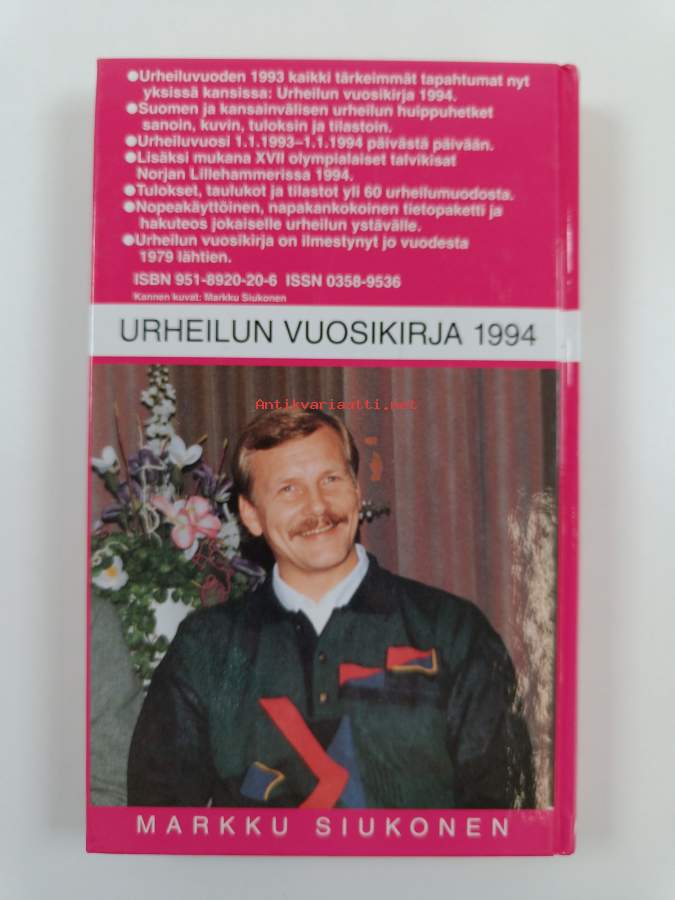 ●Urheiluvuoden 1993 kaikki tärkeimmät tapahtumat nyt
yksissä kansissa: Urheilun vuosikirja 1994.
●Suomen ja kansainvälisen urheilun huippuhetket
sanoin, kuvin, tuloksin ja tilastoin.
●Urheiluvuosi 1.1.1993–1.1.1994 päivästä päivään.
●Lisäksi mukana XVII olympialaiset talvikisat
Norjan Lillehammerissa 1994.
●Tulokset, taulukot ja tilastot yli 60 urheilumuodosta.
●Nopeakäyttöinen, napakankokoinen tietopaketti ja
hakuteos jokaiselle urheilun ystävälle.
●Urheilun vuosikirja on ilmestynyt jo vuodesta
1979 lähtien.
ISBN 951-8920-20-6 ISSN 0358-9536
Kannen kuvat: Markku Siukonen
URHEILUN VUOSIKIRJA 1994
Antikvariaatti.net
MARKKU SIUKONEN